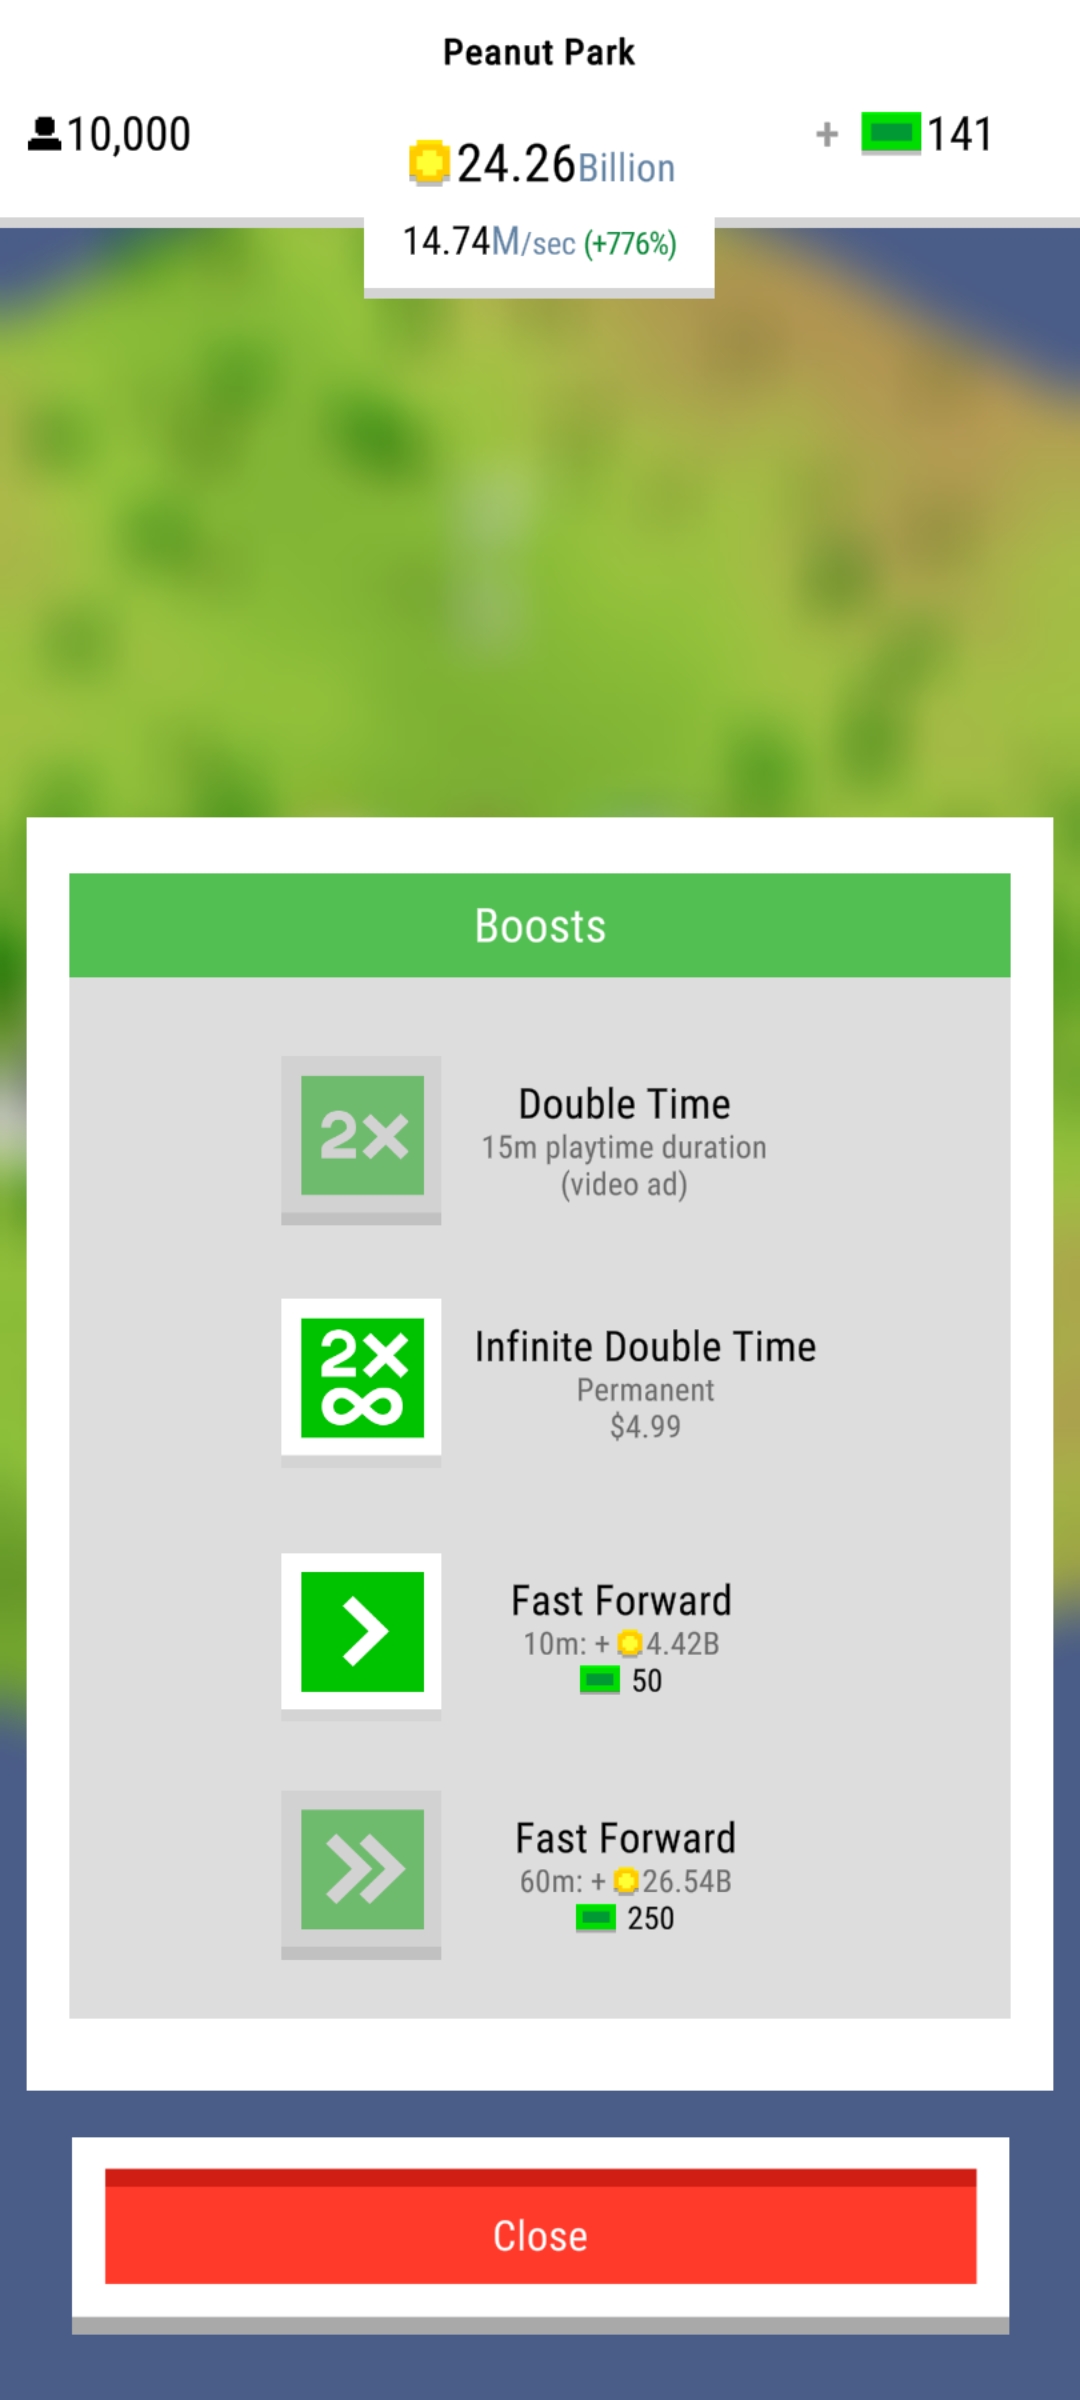 Peanut Park
10,000
24.26Billion
+ 141
14.74M/sec (+776%)
Boosts
2×
Double Time
15m playtime duration
(video ad)
2×
∞
Infinite Double Time
Permanent
$4.99
Fast Forward
10m: + 4.42B
50
Fast Forward
60m: + 26.54B
250
Close